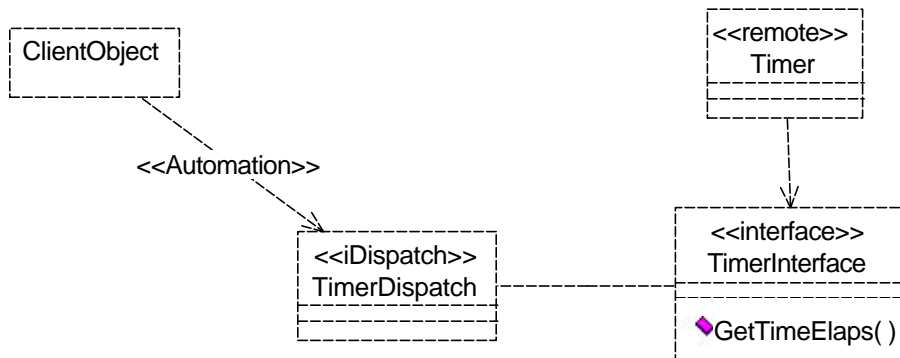 ClientObject
<<remote>>
Timer
<<Automation>>
<<iDispatch>>
TimerDispatch
<<interface>>
TimerInterface
GetTimeElaps( )